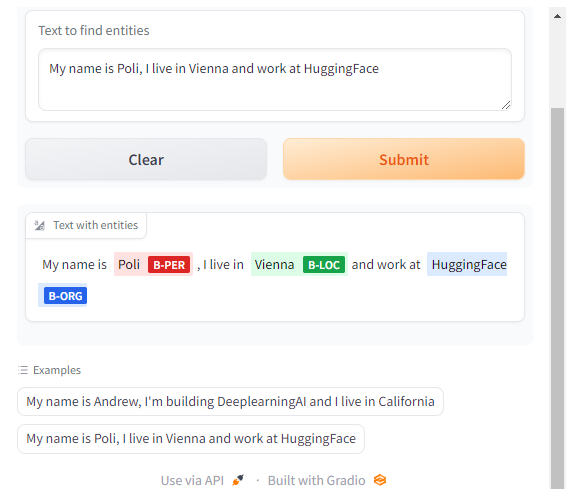 Text to find entities
My name is Poli, I live in Vienna and work at HuggingFace
Clear
Submit
Text with entities
My name is Poli B-PER , I live in Vienna B-LOC and work at HuggingFace
B-ORG
Examples
My name is Andrew, I'm building DeeplearningAI and I live in California
My name is Poli, I live in Vienna and work at HuggingFace
Use via API · Built with Gradio